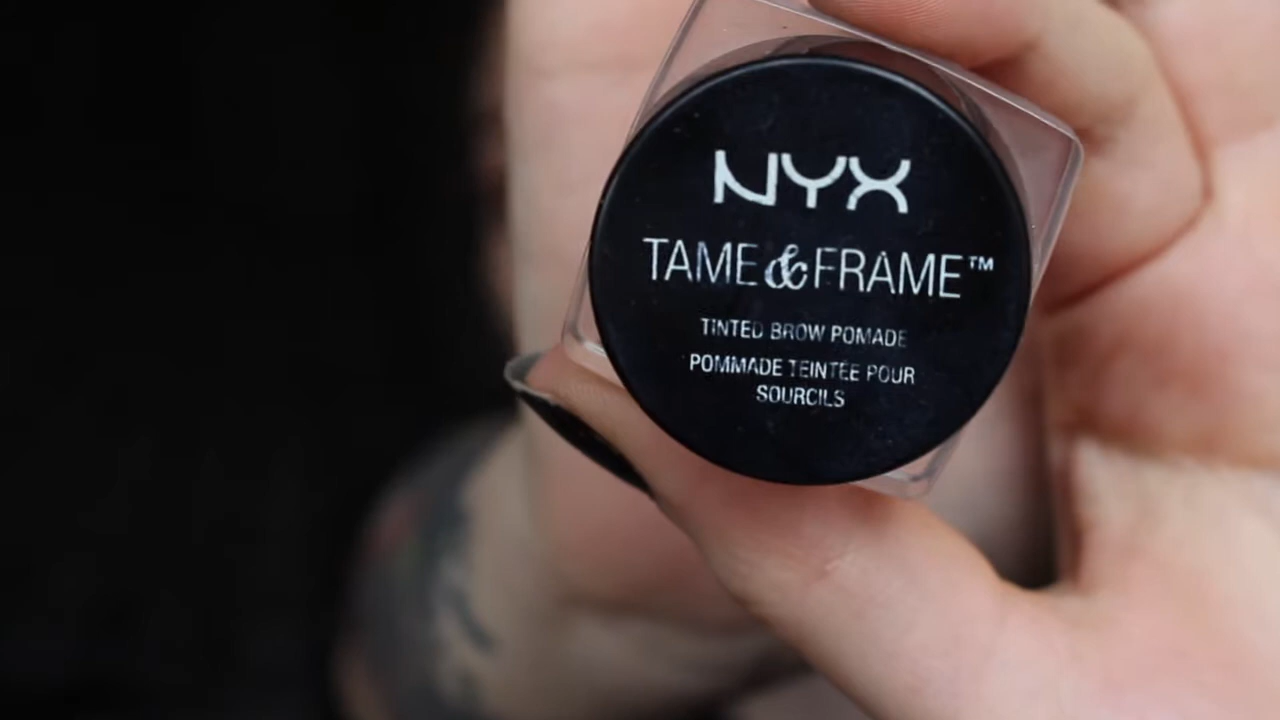 NYX
TAME & FRAME™
TINTED BROW POMADE
POMMADE TEINTÉE POUR
SOURCILS